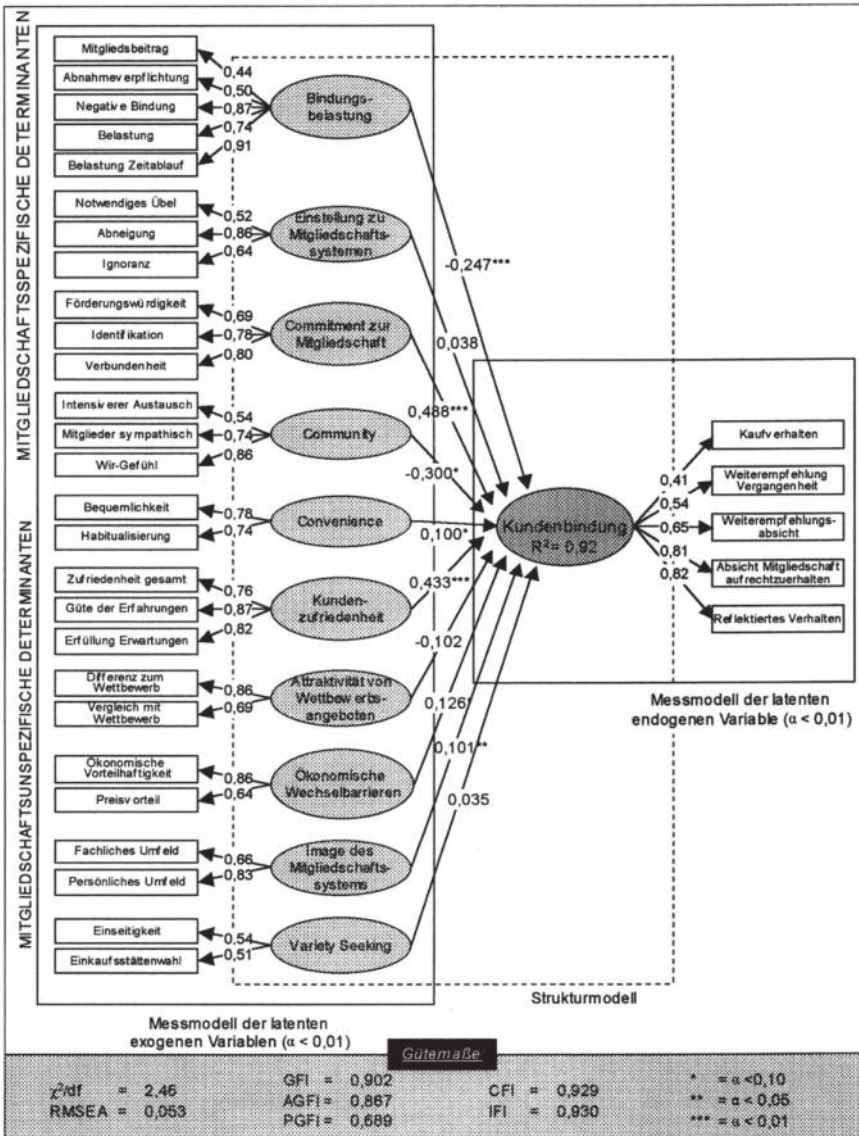 MITGLIEDSCHAFTSSPEZIFISCHE DETERMINANTEN
Mitgliedsbeitrag
0,44
Abnahmeverpflichtung
0,50
Negative Bindung
0,87
Belastung
0,74
Belastung Zeitablauf
0,91
Bindungs-
belastung
-0,247***
Notwendiges Übel
0,52
Abneigung
0,86
Ignoranz
0,64
Einstellung zu
Mitgliedschafts-
systemen
0,038
Förderungswürdigkeit
0,69
Identifikation
0,78
Verbundenheit
0,80
Commitment zur
Mitgliedschaft
0,488***
Intensiverer Austausch
0,54
Mitglieder sympathisch
0,74
Wir-Gefühl
0,86
Community
-0,300*
MITGLIEDSCHAFTSUNSPEZIFISCHE DETERMINANTEN
Bequemlichkeit
0,78
Habitualisierung
0,74
Convenience
0,100*
Zufriedenheit gesamt
0,76
Güte der Erfahrungen
0,87
Erfüllung Erwartungen
0,82
Kunden-
zufriedenheit
0,433***
Differenz zum
Wettbewerb
0,86
Vergleich mit
Wettbewerb
0,69
Attraktivität von
Wettbewerbs-
angeboten
-0,102
Ökonomische
Vorteilhaftigkeit
0,86
Preisvorteil
0,64
Ökonomische
Wechselbarrieren
0,126*
Fachliches Umfeld
0,66
Persönliches Umfeld
0,83
Image des
Mitgliedschafts-
systems
0,101**
Einseitigkeit
0,54
Einkaufsstättenwahl
0,51
Variety Seeking
0,035
Kundenbindung
R²= 0,92
Kaufverhalten
0,41
Weiterempfehlung
Vergangenheit
0,54
Weiterempfehlungs-
absicht
0,65
Absicht Mitgliedschaft
aufrechtzuerhalten
0,81
Reflektiertes Verhalten
0,82
Messmodell der latenten
endogenen Variable (α < 0,01)
Strukturmodell
Messmodell der latenten
exogenen Variablen (α < 0,01)
Gütemaße
χ²/df = 2,46
RMSEA = 0,053
GFI = 0,902
AGFI = 0,867
PGFI = 0,689
CFI = 0,929
IFI = 0,930
* = α <0,10
** = α < 0,05
*** = α < 0,01